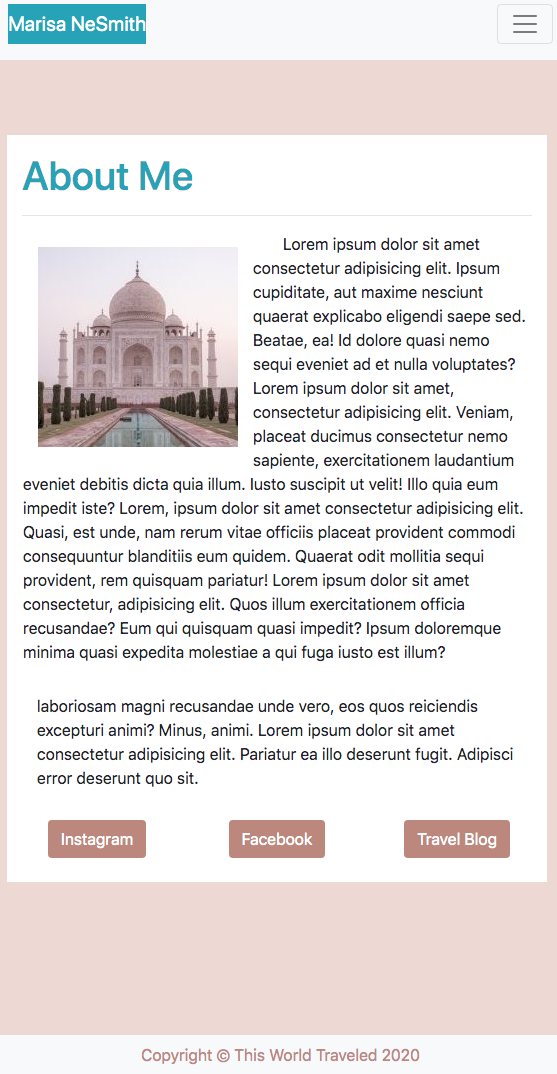 Marisa NeSmith
About Me
Lorem ipsum dolor sit amet
consectetur adipisicing elit. Ipsum
cupiditate, aut maxime nesciunt
quaerat explicabo eligendi saepe sed.
Beatae, ea! Id dolore quasi nemo
sequi eveniet ad et nulla voluptates?
Lorem ipsum dolor sit amet,
consectetur adipisicing elit. Veniam,
placeat ducimus consectetur nemo
sapiente, exercitationem laudantium
eveniet debitis dicta quia illum. Iusto suscipit ut velit! Illo quia eum
impedit iste? Lorem, ipsum dolor sit amet consectetur adipisicing elit.
Quasi, est unde, nam rerum vitae officiis placeat provident commodi
consequuntur blanditiis eum quidem. Quaerat odit mollitia sequi
provident, rem quisquam pariatur! Lorem ipsum dolor sit amet
consectetur, adipisicing elit. Quos illum exercitationem officia
recusandae? Eum qui quisquam quasi impedit? Ipsum doloremque
minima quasi expedita molestiae a qui fuga iusto est illum?
laboriosam magni recusandae unde vero, eos quos reiciendis
excepturi animi? Minus, animi. Lorem ipsum dolor sit amet
consectetur adipisicing elit. Pariatur ea illo deserunt fugit. Adipisci
error deserunt quo sit.
Instagram
Facebook
Travel Blog
Copyright © This World Traveled 2020